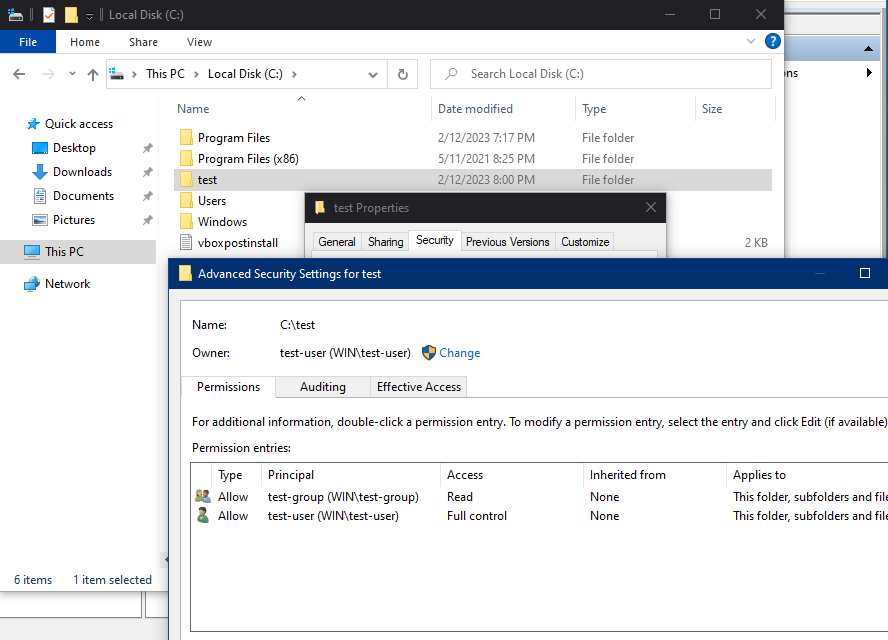 Local Disk (C:)
File Home Share View
This PC Local Disk (C:) Search Local Disk (C:)
ns
Name Date modified Type Size
Quick access
Desktop
Downloads
Documents
Pictures
This PC
Network
Program Files 2/12/2023 7:17 PM File folder
Program Files (x86) 5/11/2021 8:25 PM File folder
test 2/12/2023 8:00 PM File folder
Users
Windows
vboxpostinstall 2 KB
6 items 1 item selected
test Properties
General Sharing Security Previous Versions Customize
Advanced Security Settings for test
Name: C:\test
Owner: test-user (WIN\test-user) Change
Permissions Auditing Effective Access
For additional information, double-click a permission entry. To modify a permission entry, select the entry and click Edit (if available)
Permission entries:
Type Principal Access Inherited from Applies to
Allow test-group (WIN\test-group) Read None This folder, subfolders and file
Allow test-user (WIN\test-user) Full control None This folder, subfolders and file